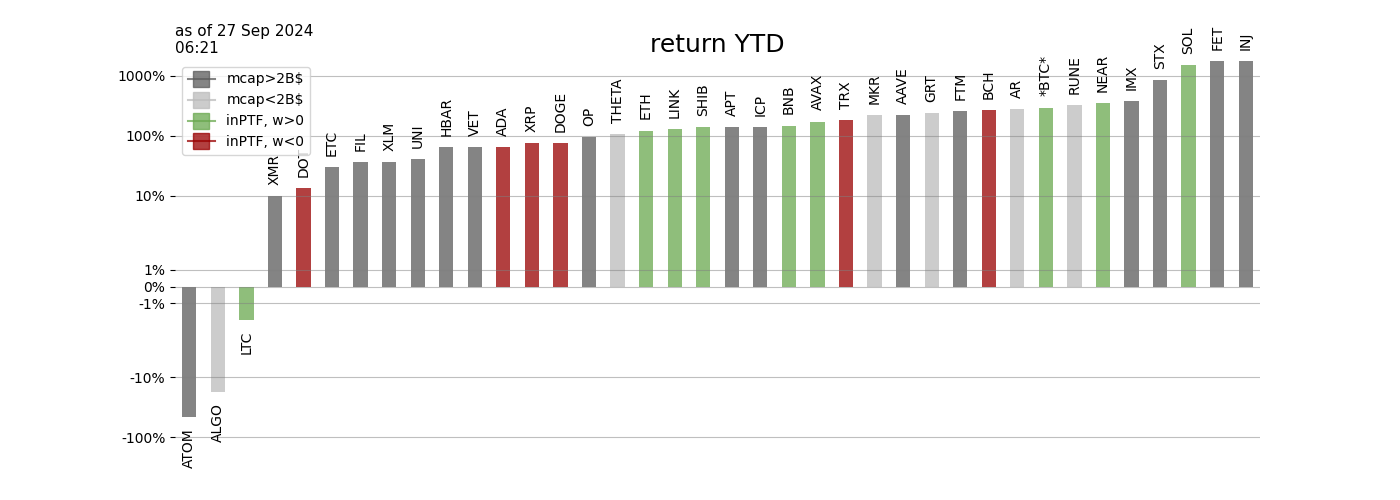 as of 27 Sep 2024
06:21
return YTD
mcap>2B$
mcap<2B$
inPTF, w>0
inPTF, w<0
1000%
100%
10%
1%
0%
-1%
-10%
-100%
ATOM
ALGO
LTC
XMR
DOT
ETC
FIL
XLM
UNI
HBAR
VET
ADA
XRP
DOGE
OP
THETA
ETH
LINK
SHIB
APT
ICP
BNB
AVAX
TRX
MKR
AAVE
GRT
FTM
BCH
AR
*BTC*
RUNE
NEAR
IMX
STX
SOL
FET
INJ